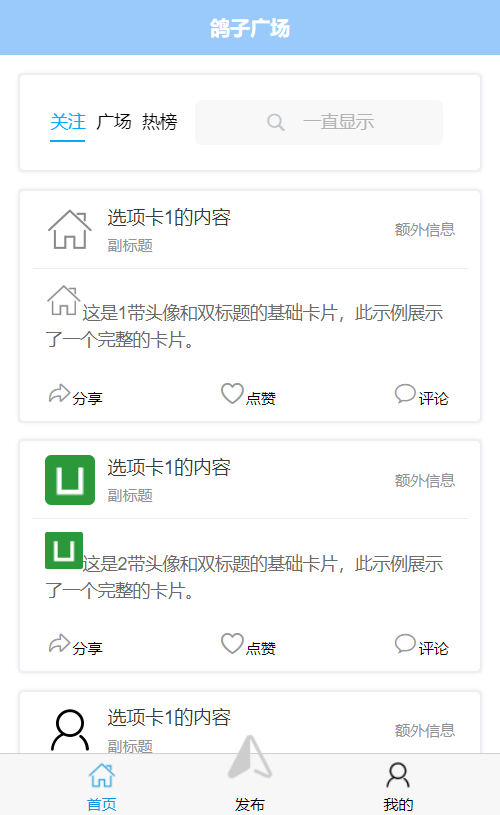 鸽子广场
关注 广场 热榜 一直显示
选项卡1的内容
副标题
额外信息
这是1带头像和双标题的基础卡片，此示例展示
了一个完整的卡片。
分享 点赞 评论
选项卡1的内容
副标题
额外信息
这是2带头像和双标题的基础卡片，此示例展示
了一个完整的卡片。
分享 点赞 评论
选项卡1的内容
副标题
额外信息
首页 发布 我的